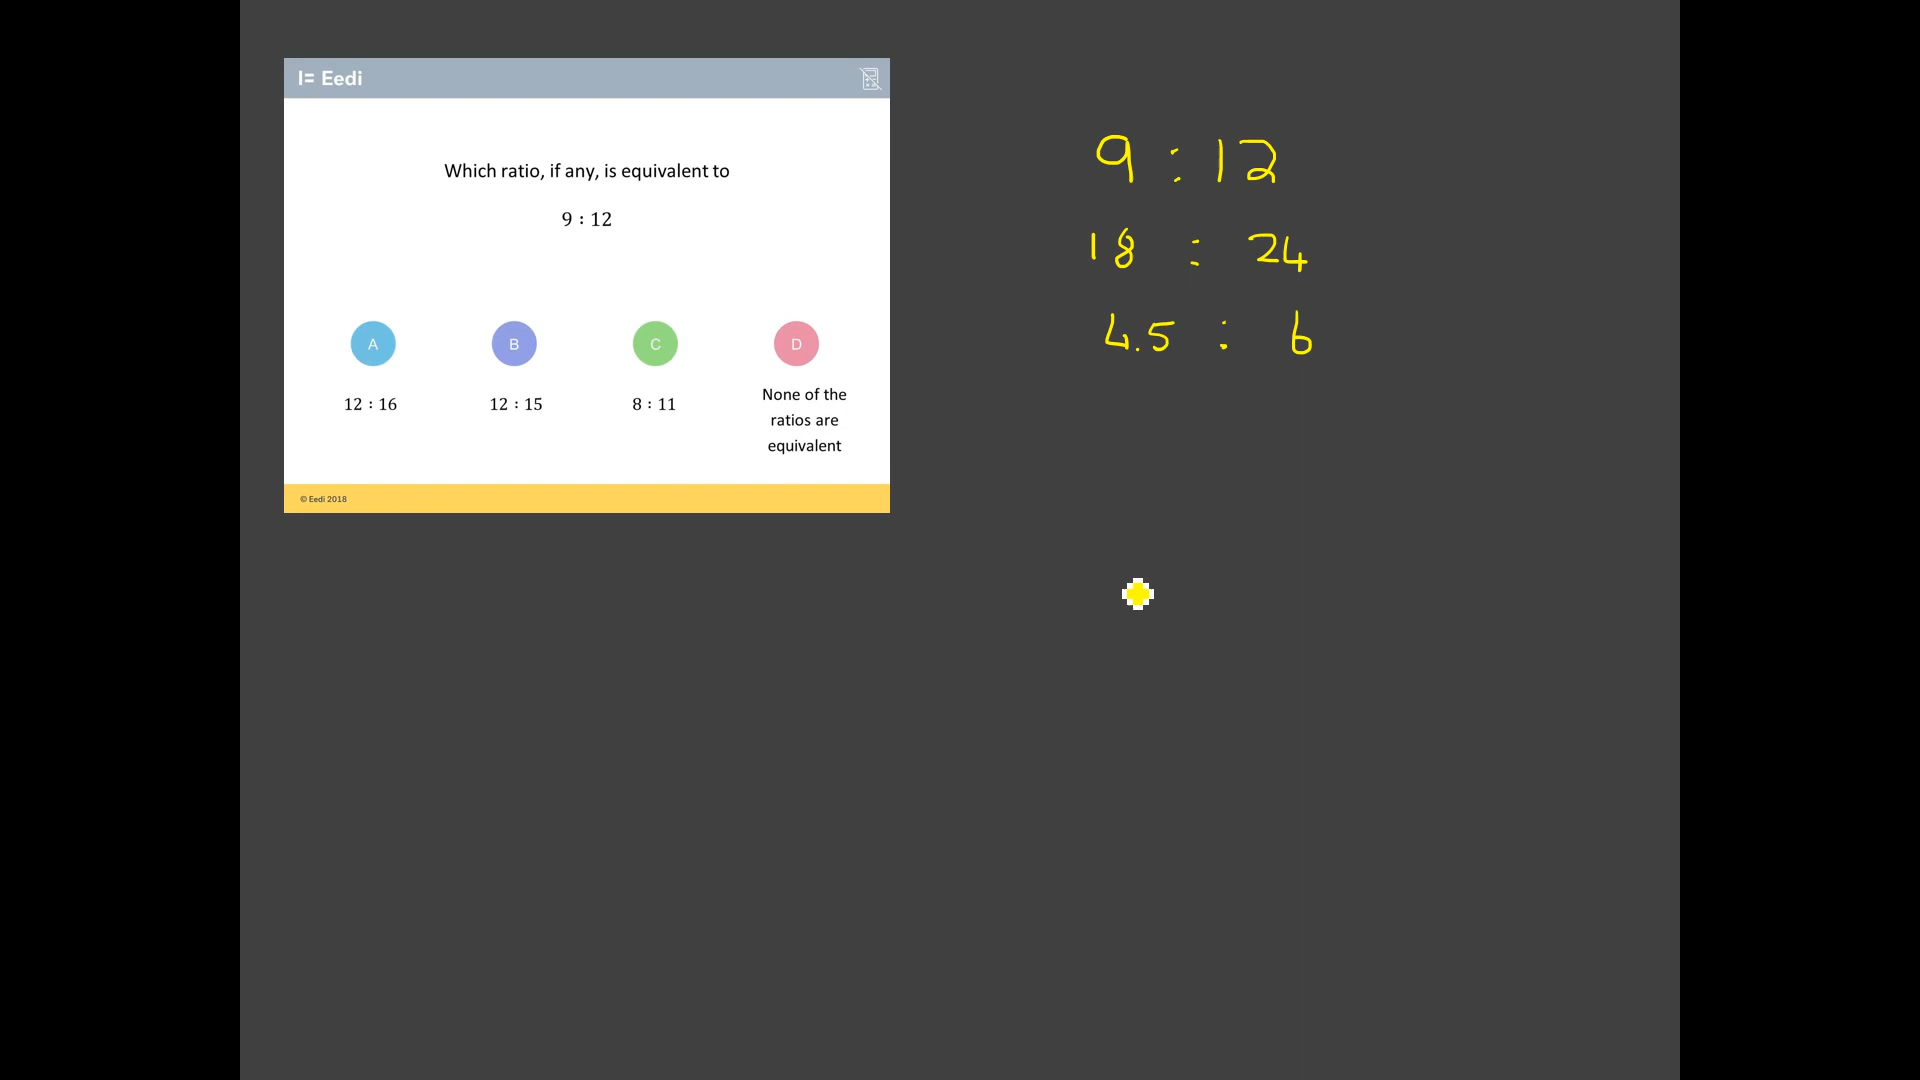 Eedi
Which ratio, if any, is equivalent to
9 : 12
A
B
C
D
12 : 16
12 : 15
8 : 11
None of the
ratios are
equivalent
© Eedi 2018
9 : 12
18 : 24
4.5 : 6